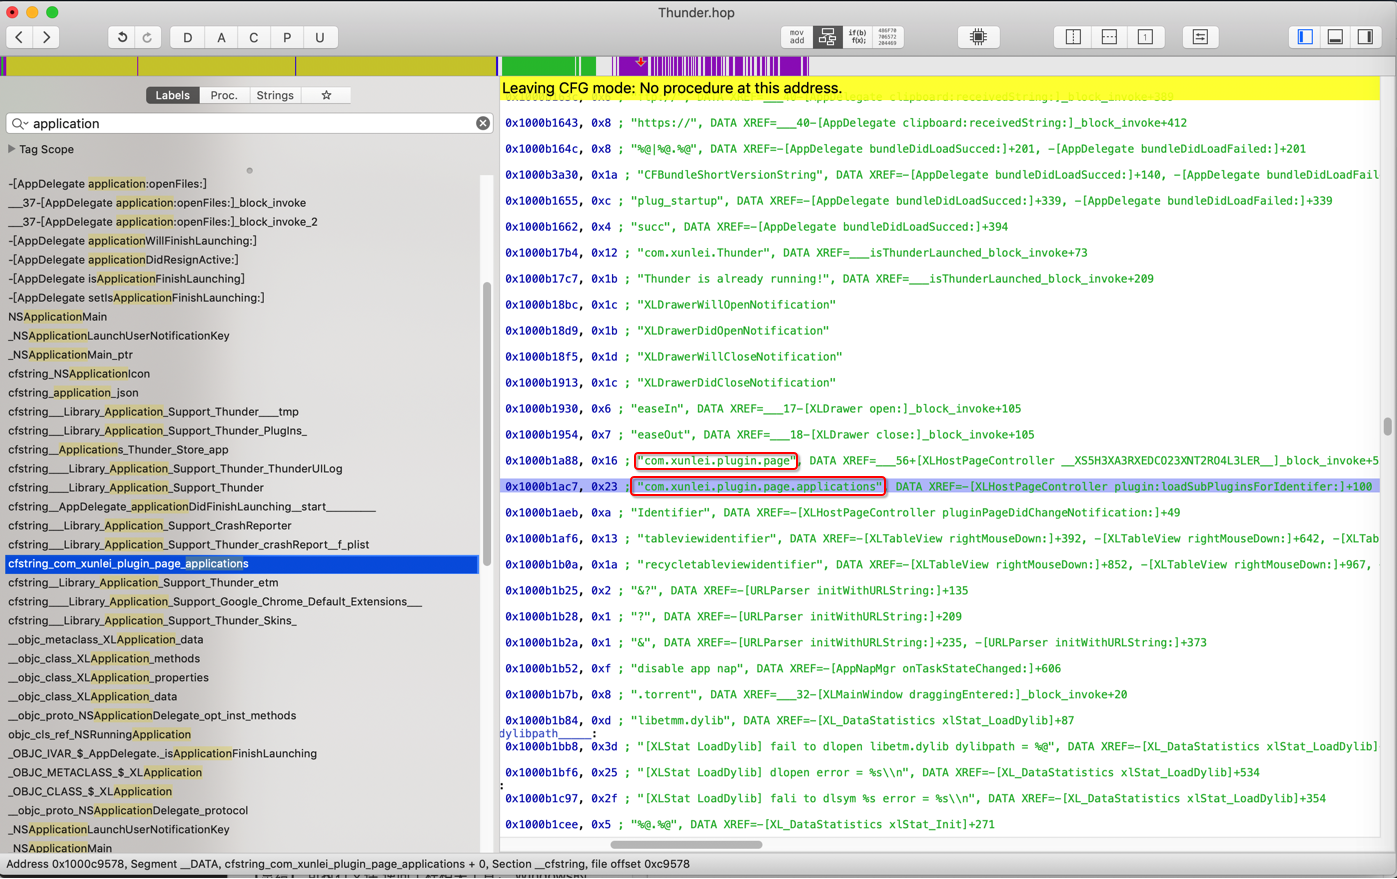 Thunder.hop
D A C P U
mov add
if(b) f(x);
486F70 706572 204469
1
Labels Proc. Strings
Leaving CFG mode: No procedure at this address.
application
Tag Scope
-[AppDelegate application:openFiles:]
___37-[AppDelegate application:openFiles:]_block_invoke
___37-[AppDelegate application:openFiles:]_block_invoke_2
-[AppDelegate applicationWillFinishLaunching:]
-[AppDelegate applicationDidResignActive:]
-[AppDelegate isApplicationFinishLaunching]
-[AppDelegate setIsApplicationFinishLaunching:]
NSApplicationMain
_NSApplicationLaunchUserNotificationKey
_NSApplicationMain_ptr
cfstring_NSApplicationIcon
cfstring_application_json
cfstring___Library_Application_Support_Thunder____tmp
cfstring___Library_Application_Support_Thunder_PlugIns_
cfstring__Applications_Thunder_Store_app
cfstring____Library_Application_Support_Thunder_ThunderUILog
cfstring___Library_Application_Support_Thunder
cfstring__AppDelegate_applicationDidFinishLaunching__start_________
cfstring___Library_Application_Support_CrashReporter
cfstring___Library_Application_Support_Thunder_crashReport__f_plist
cfstring_com_xunlei_plugin_page_applications
cfstring__Library_Application_Support_Thunder_etm
cfstring____Library_Application_Support_Google_Chrome_Default_Extensions___
cfstring___Library_Application_Support_Thunder_Skins_
__objc_metaclass_XLApplication_data
__objc_class_XLApplication_methods
__objc_class_XLApplication_properties
__objc_class_XLApplication_data
__objc_proto_NSApplicationDelegate_opt_inst_methods
objc_cls_ref_NSRunningApplication
_OBJC_IVAR_$_AppDelegate._isApplicationFinishLaunching
_OBJC_METACLASS_$_XLApplication
_OBJC_CLASS_$_XLApplication
__objc_proto_NSApplicationDelegate_protocol
_NSApplicationLaunchUserNotificationKey
_NSApplicationMain
0x1000b1643, 0x8 ; "https://", DATA XREF=___40-[AppDelegate clipboard:receivedString:]_block_invoke+412
0x1000b164c, 0x8 ; "%@|%@.%@", DATA XREF=-[AppDelegate bundleDidLoadSucced:]+201, -[AppDelegate bundleDidLoadFailed:]+201
0x1000b3a30, 0x1a ; "CFBundleShortVersionString", DATA XREF=-[AppDelegate bundleDidLoadSucced:]+140, -[AppDelegate bundleDidLoadFail
0x1000b1655, 0xc ; "plug_startup", DATA XREF=-[AppDelegate bundleDidLoadSucced:]+339, -[AppDelegate bundleDidLoadFailed:]+339
0x1000b1662, 0x4 ; "succ", DATA XREF=-[AppDelegate bundleDidLoadSucced:]+394
0x1000b17b4, 0x12 ; "com.xunlei.Thunder", DATA XREF=___isThunderLaunched_block_invoke+73
0x1000b17c7, 0x1b ; "Thunder is already running!", DATA XREF=___isThunderLaunched_block_invoke+209
0x1000b18bc, 0x1c ; "XLDrawerWillOpenNotification"
0x1000b18d9, 0x1b ; "XLDrawerDidOpenNotification"
0x1000b18f5, 0x1d ; "XLDrawerWillCloseNotification"
0x1000b1913, 0x1c ; "XLDrawerDidCloseNotification"
0x1000b1930, 0x6 ; "easeIn", DATA XREF=___17-[XLDrawer open:]_block_invoke+105
0x1000b1954, 0x7 ; "easeOut", DATA XREF=___18-[XLDrawer close:]_block_invoke+105
0x1000b1a88, 0x16 ; "com.xunlei.plugin.page", DATA XREF=___56+[XLHostPageController __XS5H3XA3RXEDCO23XNT2RO4L3LER__]_block_invoke+5
0x1000b1ac7, 0x23 ; "com.xunlei.plugin.page.applications" DATA XREF=-[XLHostPageController plugin:loadSubPluginsForIdentifer:]+100
0x1000b1aeb, 0xa ; "Identifier", DATA XREF=-[XLHostPageController pluginPageDidChangeNotification:]+49
0x1000b1af6, 0x13 ; "tableviewidentifier", DATA XREF=-[XLTableView rightMouseDown:]+392, -[XLTableView rightMouseDown:]+642, -[XLTab
0x1000b1b0a, 0x1a ; "recycletableviewidentifier", DATA XREF=-[XLTableView rightMouseDown:]+852, -[XLTableView rightMouseDown:]+967,
0x1000b1b25, 0x2 ; "&?", DATA XREF=-[URLParser initWithURLString:]+135
0x1000b1b28, 0x1 ; "?", DATA XREF=-[URLParser initWithURLString:]+209
0x1000b1b2a, 0x1 ; "&", DATA XREF=-[URLParser initWithURLString:]+235, -[URLParser initWithURLString:]+373
0x1000b1b52, 0xf ; "disable app nap", DATA XREF=-[AppNapMgr onTaskStateChanged:]+606
0x1000b1b7b, 0x8 ; ".torrent", DATA XREF=___32-[XLMainWindow draggingEntered:]_block_invoke+20
0x1000b1b84, 0xd ; "libetmm.dylib", DATA XREF=-[XL_DataStatistics xlStat_LoadDylib]+87
dylibpath_____:
0x1000b1bb8, 0x3d ; "[XLStat LoadDylib] fail to dlopen libetm.dylib dylibpath = %@", DATA XREF=-[XL_DataStatistics xlStat_LoadDylib]
0x1000b1bf6, 0x25 ; "[XLStat LoadDylib] dlopen error = %s\\n", DATA XREF=-[XL_DataStatistics xlStat_LoadDylib]+534
:
0x1000b1c97, 0x2f ; "[XLStat LoadDylib] fali to dlsym %s error = %s\\n", DATA XREF=-[XL_DataStatistics xlStat_LoadDylib]+354
0x1000b1cee, 0x5 ; "%@.%@", DATA XREF=-[XL_DataStatistics xlStat_Init]+271
Address 0x1000c9578, Segment __DATA, cfstring_com_xunlei_plugin_page_applications + 0, Section __cfstring, file offset 0xc9578